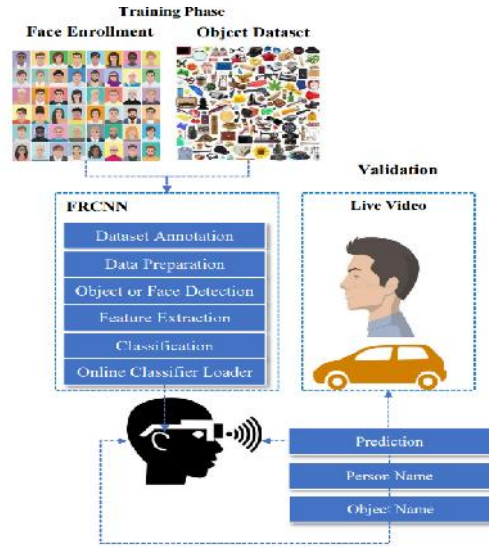 Training Phase
Face Enrollment
Object Dataset
Validation
FRCNN
Live Video
Dataset Annotation
Data Preparation
Object or Face Detection
Feature Extraction
Classification
Online Classifier Loader
Prediction
Person Name
Object Name